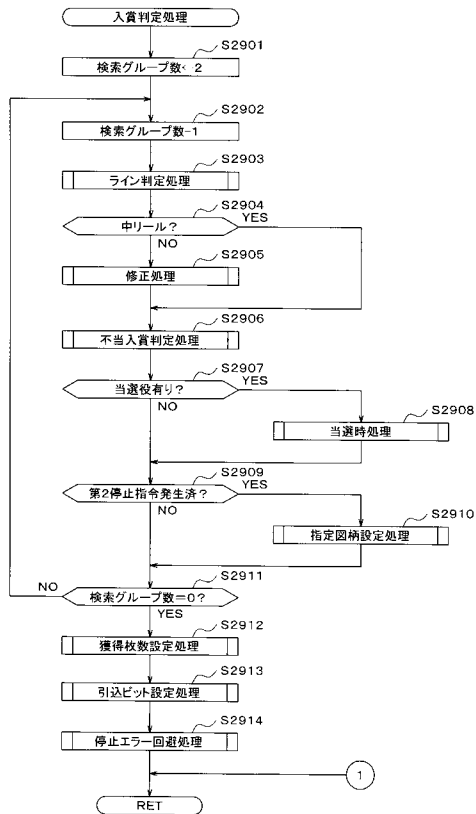 入賞判定処理
S2901
検索グループ数←2
S2902
検索グループ数-1
S2903
ライン判定処理
S2904
中リール?
YES
NO
S2905
修正処理
S2906
不当入賞判定処理
S2907
当選役有り?
YES
NO
S2908
当選時処理
S2909
第2停止指令発生済?
YES
NO
S2910
指定図柄設定処理
S2911
NO
検索グループ数=0?
YES
S2912
獲得枚数設定処理
S2913
引込ビット設定処理
S2914
停止エラー回避処理
1
RET